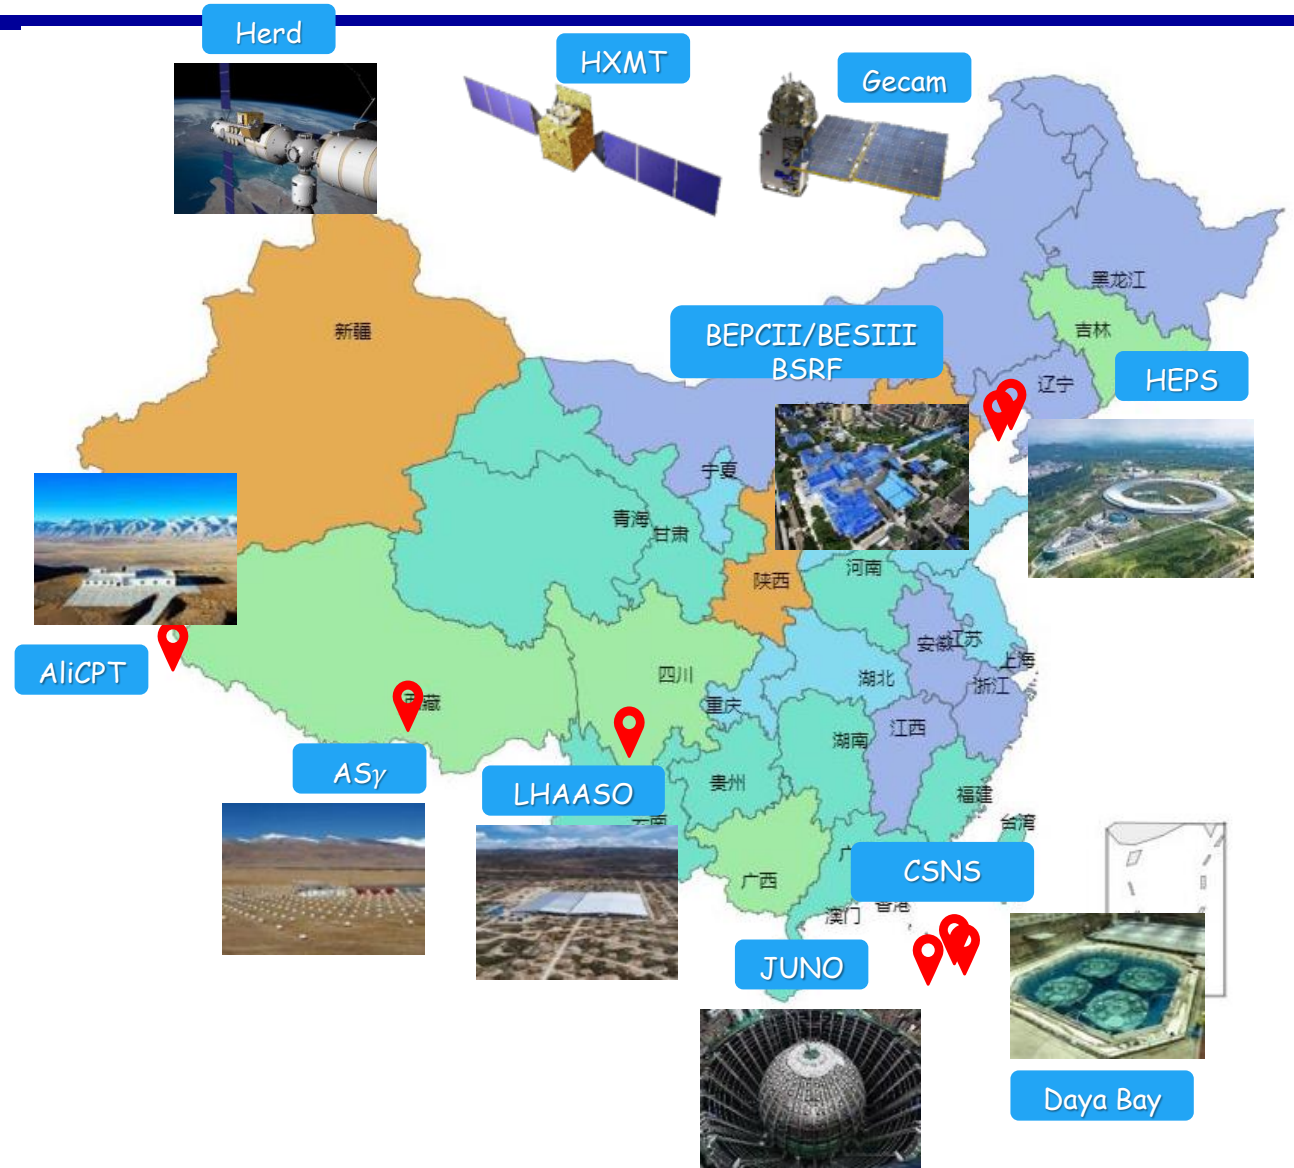 Herd
HXMT
Gecam
黑龙江
BEPCII/BESIII
BSRF
新疆
吉林
HEPS
辽宁
宁夏
青海
甘肃
河南
陕西
安徽
江苏
上海
AliCPT
四川
湖北
浙江
藏
重庆
江西
湖南
ASγ
贵州
LHAASO
福建
台湾
广西
CSNS
澳门
JUNO
Daya Bay